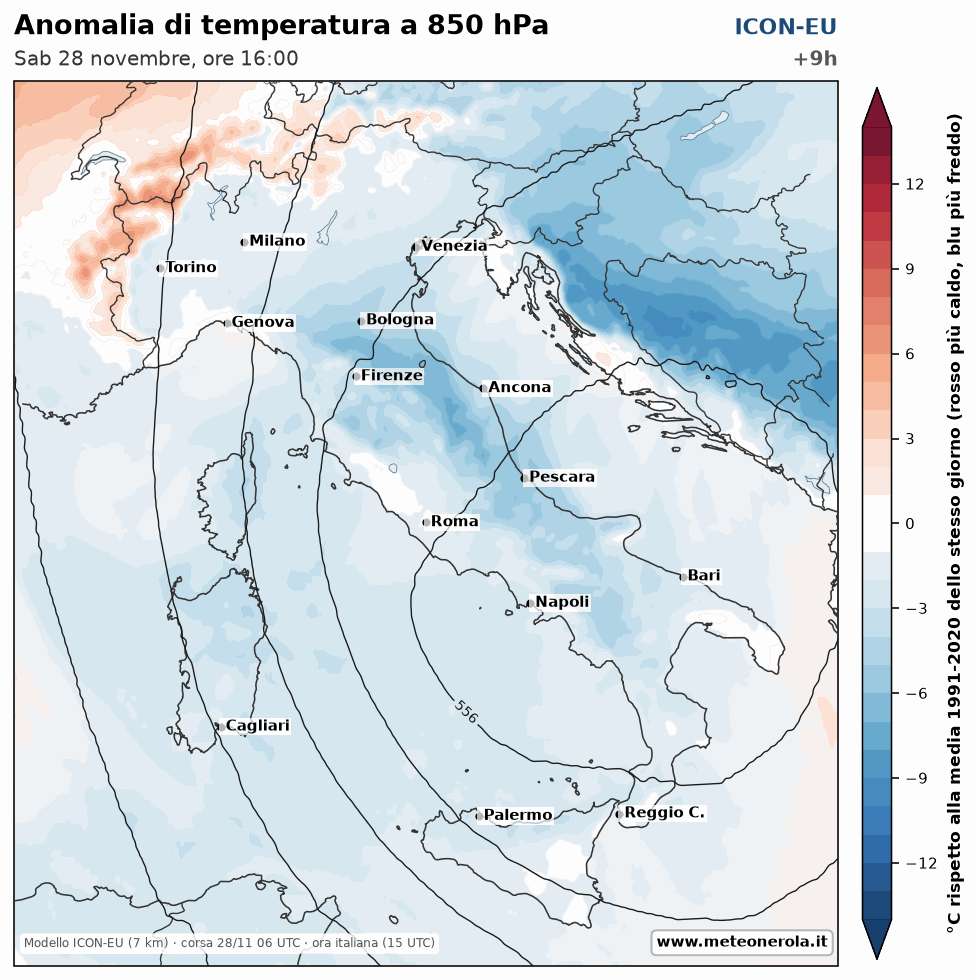 Anomalia di temperatura a 850 hPa
ICON-EU
Sab 28 novembre, ore 16:00
+9h
Milano
Venezia
Torino
Genova
Bologna
Firenze
Ancona
Pescara
Roma
Bari
Napoli
556
Cagliari
Palermo
Reggio C.
12
9
6
3
0
−3
−6
−9
−12
°C rispetto alla media 1991-2020 dello stesso giorno (rosso più caldo, blu più freddo)
Modello ICON-EU (7 km) · corsa 28/11 06 UTC · ora italiana (15 UTC)
www.meteonerola.it